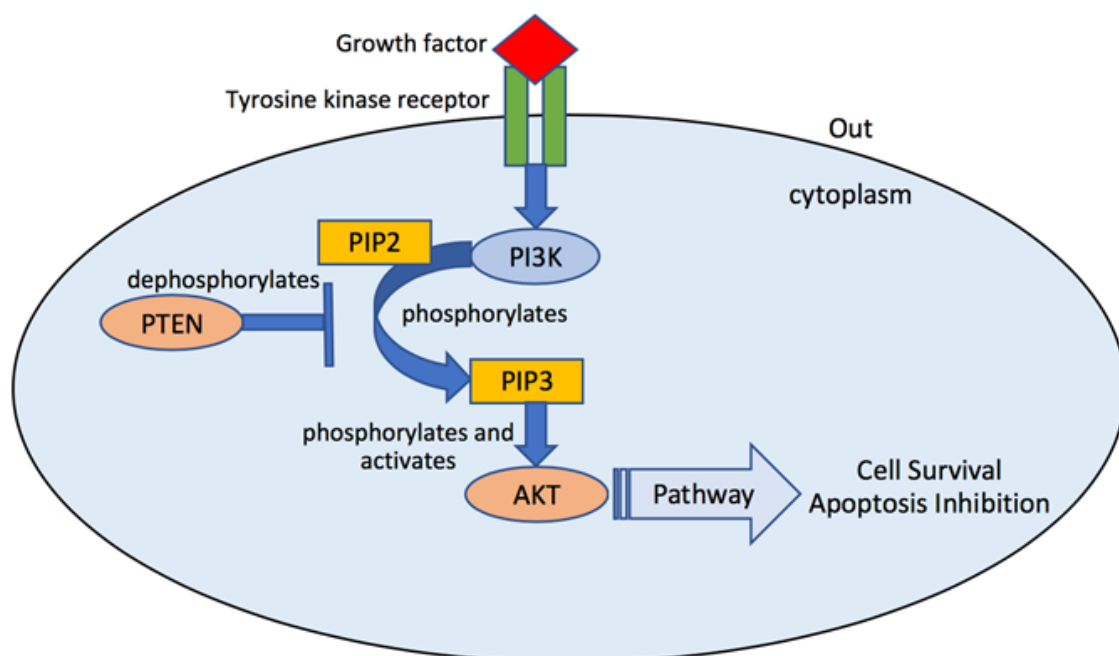 Growth factor
Tyrosine kinase receptor
Out
cytoplasm
PIP2
PI3K
dephosphorylates
PTEN
phosphorylates
PIP3
phosphorylates and
activates
AKT
Pathway
Cell Survival
Apoptosis Inhibition